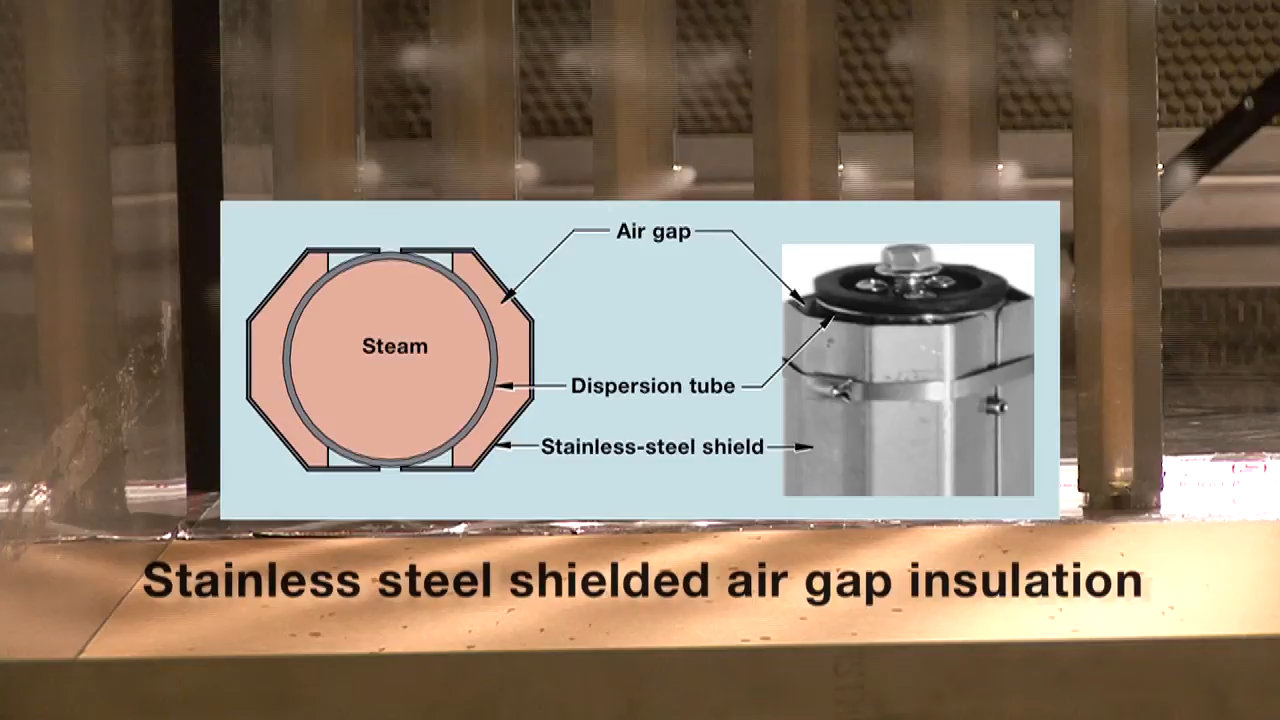 Air gap
Steam
Dispersion tube
Stainless-steel shield
Stainless steel shielded air gap insulation